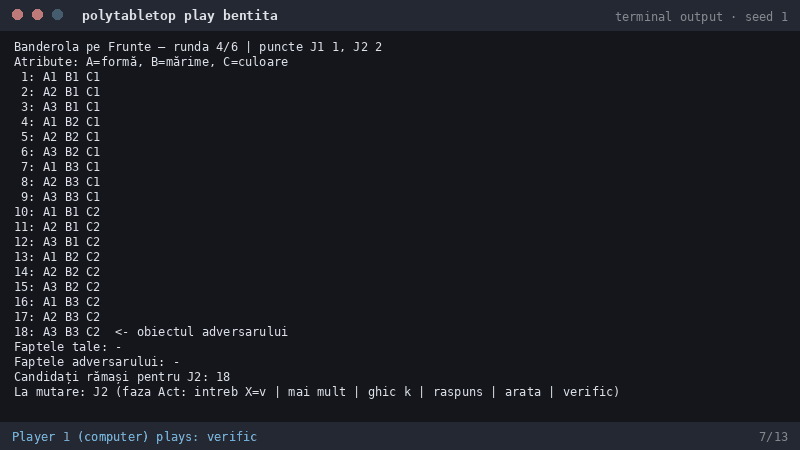 polytabletop play bentita
terminal output · seed 1
Banderola pe Frunte — runda 4/6 | puncte J1 1, J2 2
Atribute: A=formă, B=mărime, C=culoare
1: A1 B1 C1
2: A2 B1 C1
3: A3 B1 C1
4: A1 B2 C1
5: A2 B2 C1
6: A3 B2 C1
7: A1 B3 C1
8: A2 B3 C1
9: A3 B3 C1
10: A1 B1 C2
11: A2 B1 C2
12: A3 B1 C2
13: A1 B2 C2
14: A2 B2 C2
15: A3 B2 C2
16: A1 B3 C2
17: A2 B3 C2
18: A3 B3 C2  <- obiectul adversarului
Faptele tale: -
Faptele adversarului: -
Candidați rămași pentru J2: 18
La mutare: J2 (faza Act: intreb X=v | mai mult | ghic k | raspuns | arata | verific)
Player 1 (computer) plays: verific
7/13